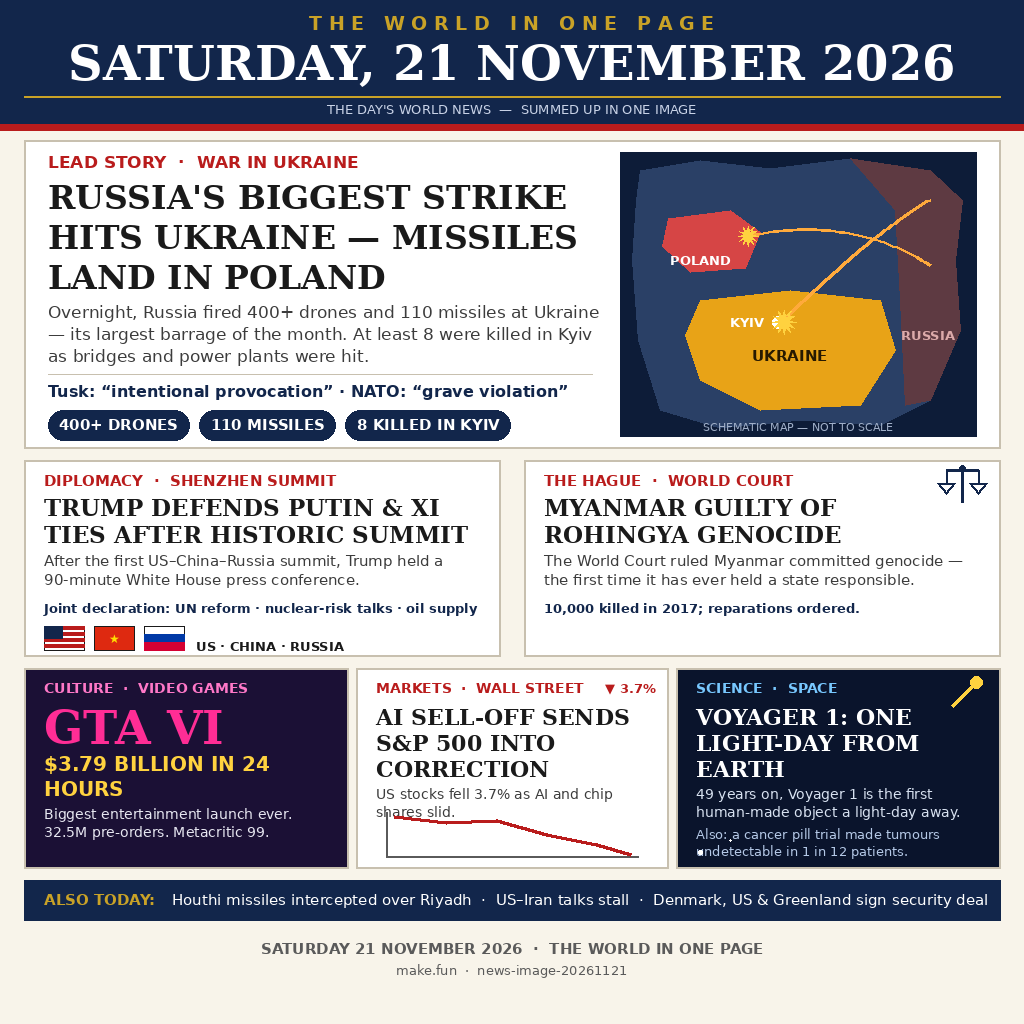 THE WORLD IN ONE PAGE
SATURDAY, 21 NOVEMBER 2026
THE DAY'S WORLD NEWS — SUMMED UP IN ONE IMAGE
LEAD STORY · WAR IN UKRAINE
RUSSIA'S BIGGEST STRIKE
HITS UKRAINE — MISSILES
LAND IN POLAND
Overnight, Russia fired 400+ drones and 110 missiles at Ukraine
— its largest barrage of the month. At least 8 were killed in Kyiv
as bridges and power plants were hit.
Tusk: “intentional provocation” · NATO: “grave violation”
400+ DRONES
110 MISSILES
8 KILLED IN KYIV
POLAND
KYIV
RUSSIA
UKRAINE
SCHEMATIC MAP — NOT TO SCALE
DIPLOMACY · SHENZHEN SUMMIT
TRUMP DEFENDS PUTIN & XI
TIES AFTER HISTORIC SUMMIT
After the first US–China–Russia summit, Trump held a
90-minute White House press conference.
Joint declaration: UN reform · nuclear-risk talks · oil supply
US · CHINA · RUSSIA
THE HAGUE · WORLD COURT
MYANMAR GUILTY OF
ROHINGYA GENOCIDE
The World Court ruled Myanmar committed genocide —
the first time it has ever held a state responsible.
10,000 killed in 2017; reparations ordered.
CULTURE · VIDEO GAMES
GTA VI
$3.79 BILLION IN 24
HOURS
Biggest entertainment launch ever.
32.5M pre-orders. Metacritic 99.
MARKETS · WALL STREET ▼ 3.7%
AI SELL-OFF SENDS
S&P 500 INTO
CORRECTION
US stocks fell 3.7% as AI and chip
shares slid.
SCIENCE · SPACE
VOYAGER 1: ONE
LIGHT-DAY FROM
EARTH
49 years on, Voyager 1 is the first
human-made object a light-day away.
Also: a cancer pill trial made tumours
undetectable in 1 in 12 patients.
ALSO TODAY: Houthi missiles intercepted over Riyadh · US–Iran talks stall · Denmark, US & Greenland sign security deal
SATURDAY 21 NOVEMBER 2026 · THE WORLD IN ONE PAGE
make.fun · news-image-20261121